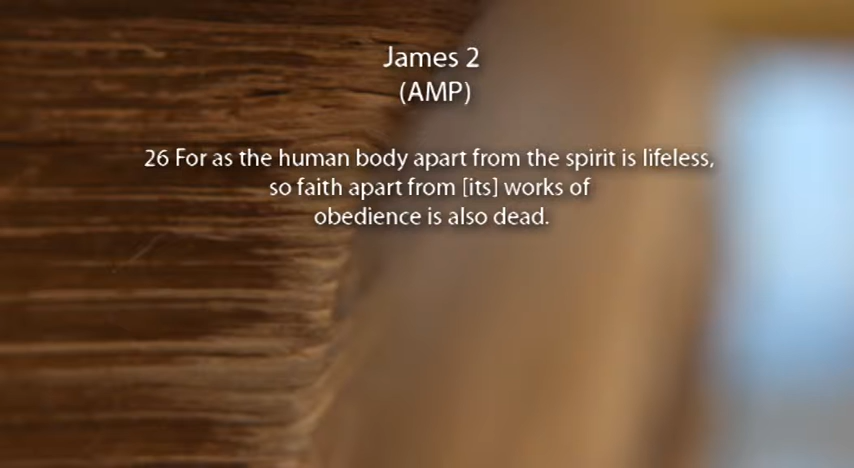 James 2
(AMP)
26 For as the human body apart from the spirit is lifeless,
so faith apart from [its] works of
obedience is also dead.